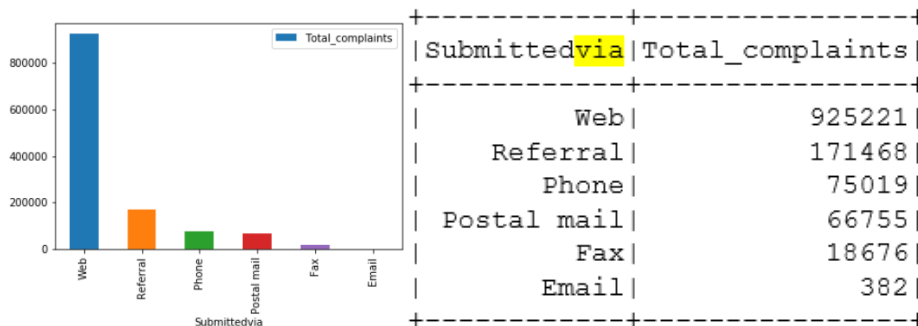 Total_complaints
800000
600000
400000
200000
0
Web
Referral
Phone
Postal mail
Fax
Email
Submittedvia
+-------------+----------------+
|Submittedvia|Total_complaints|
+-------------+----------------+
| Web| 925221|
| Referral| 171468|
| Phone| 75019|
| Postal mail| 66755|
| Fax| 18676|
| Email| 382|
+-------------+----------------+